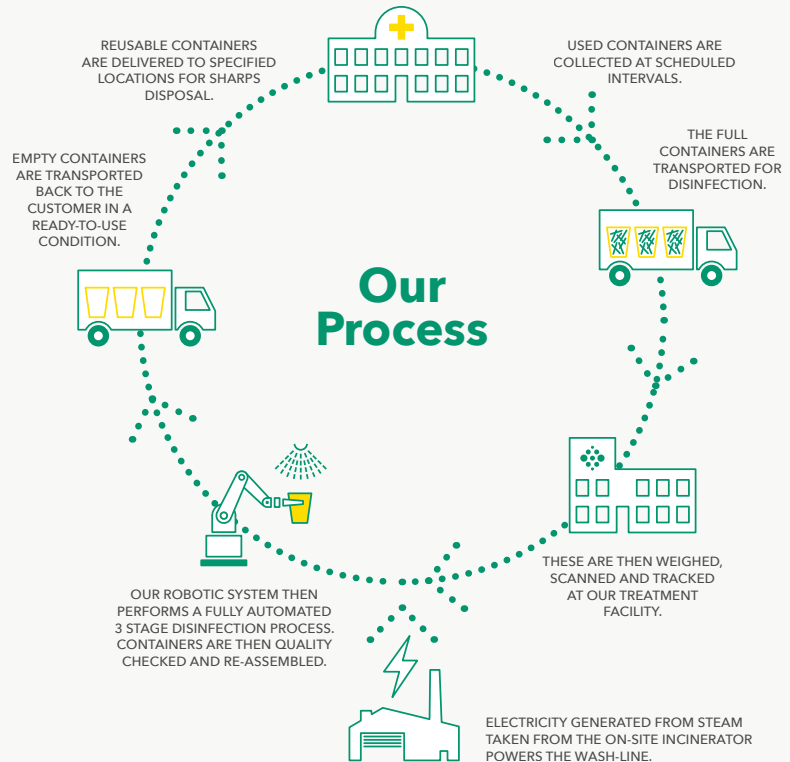 Our
Process
REUSABLE CONTAINERS
ARE DELIVERED TO SPECIFIED
LOCATIONS FOR SHARPS
DISPOSAL.
USED CONTAINERS ARE
COLLECTED AT SCHEDULED
INTERVALS.
THE FULL
CONTAINERS ARE
TRANSPORTED FOR
DISINFECTION.
THESE ARE THEN WEIGHED,
SCANNED AND TRACKED
AT OUR TREATMENT
FACILITY.
ELECTRICITY GENERATED FROM STEAM
TAKEN FROM THE ON-SITE INCINERATOR
POWERS THE WASH-LINE.
OUR ROBOTIC SYSTEM THEN
PERFORMS A FULLY AUTOMATED
3 STAGE DISINFECTION PROCESS.
CONTAINERS ARE THEN QUALITY
CHECKED AND RE-ASSEMBLED.
EMPTY CONTAINERS
ARE TRANSPORTED
BACK TO THE
CUSTOMER IN A
READY-TO-USE
CONDITION.